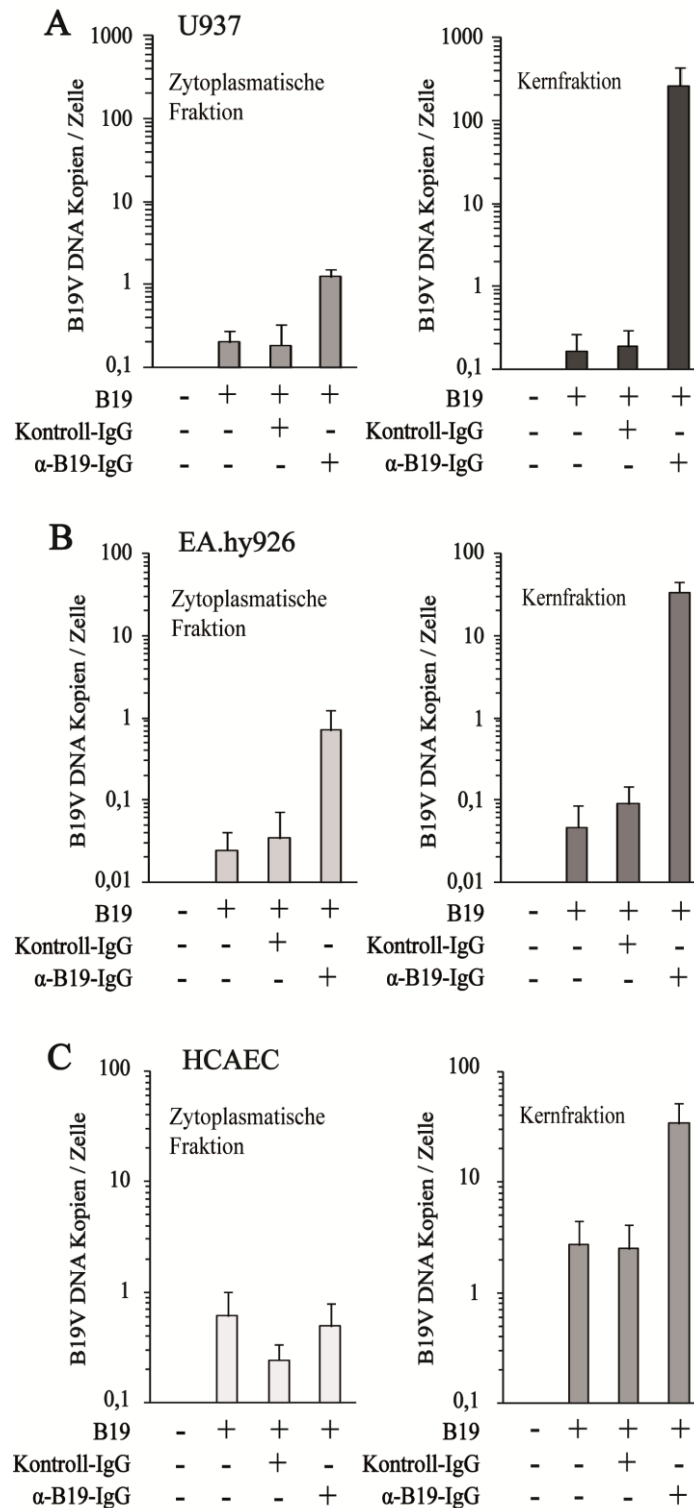 A U937
B19V DNA Kopien / Zelle
1000
100
10
1
0,1
Zytoplasmatische
Fraktion
B19 - + + +
Kontroll-IgG - - + -
α-B19-IgG - - - +
B19V DNA Kopien / Zelle
1000
100
10
1
0,1
Kernfraktion
B19 - + + +
Kontroll-IgG - - + -
α-B19-IgG - - - +
B EA.hy926
B19V DNA Kopien / Zelle
100
10
1
0,1
0,01
Zytoplasmatische
Fraktion
B19 - + + +
Kontroll-IgG - - + -
α-B19-IgG - - - +
B19V DNA Kopien / Zelle
100
10
1
0,1
0,01
Kernfraktion
B19 - + + +
Kontroll-IgG - - + -
α-B19-IgG - - - +
C HCAEC
B19V DNA Kopien / Zelle
100
10
1
0,1
Zytoplasmatische
Fraktion
B19 - + + +
Kontroll-IgG - - + -
α-B19-IgG - - - +
B19V DNA Kopien / Zelle
100
10
1
0,1
Kernfraktion
B19 - + + +
Kontroll-IgG - - + -
α-B19-IgG - - - +